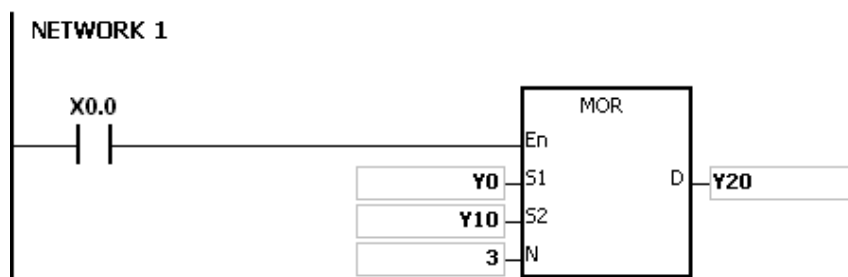 NETWORK 1
X0.0
MOR
En
Y0 S1 D Y20
Y10 S2
3 N